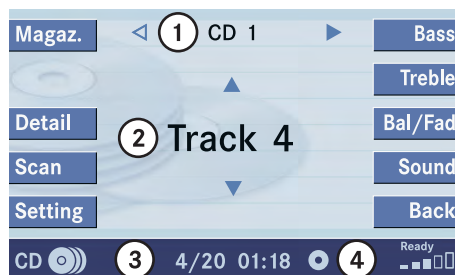 Magaz. 1 CD 1 Bass
Treble
Detail 2 Track 4 Bal/Fad
Scan Sound
Setting Back
CD 3 4/20 01:18 4 Ready